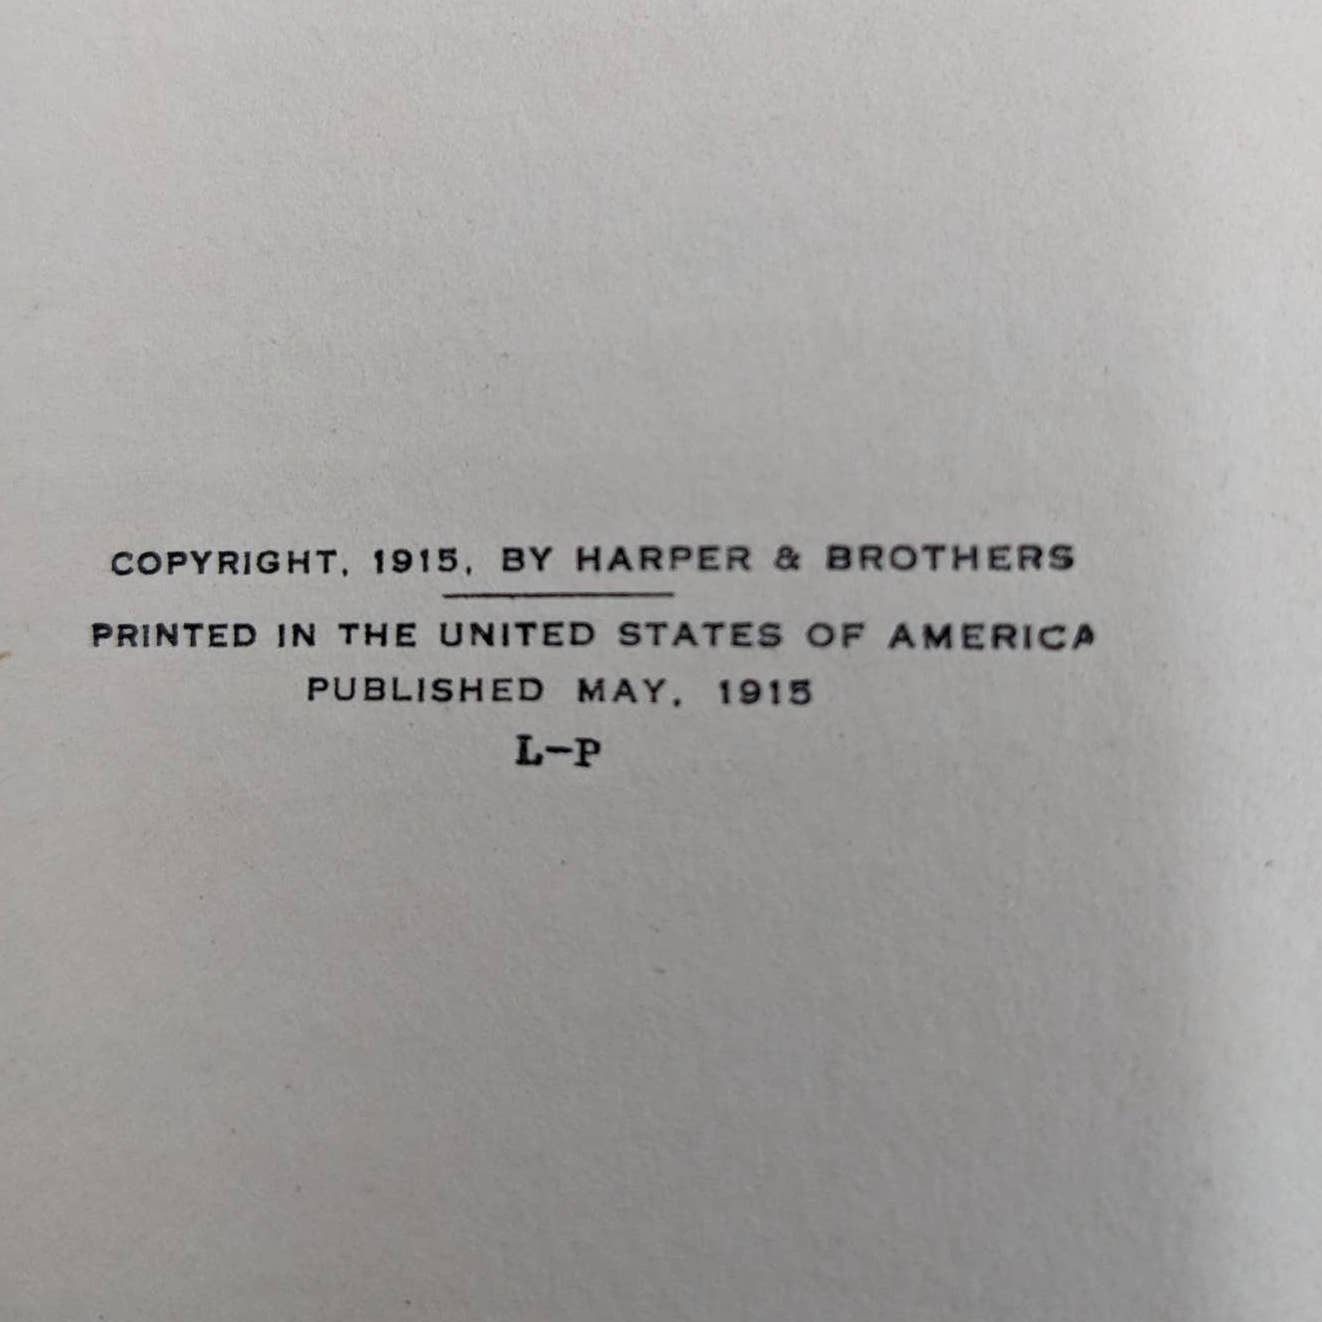 COPYRIGHT, 1915, BY HARPER & BROTHERS
PRINTED IN THE UNITED STATES OF AMERICA
PUBLISHED MAY, 1915
L-P